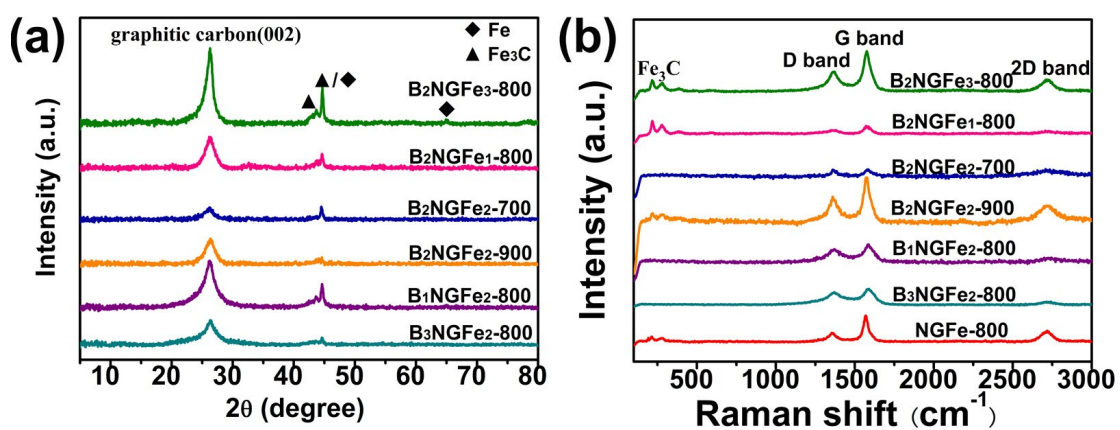 (a)
graphitic carbon(002)
◆ Fe
▲ Fe₃C
▲ / ◆
▲
◆
B₂NGFe₃-800
B₂NGFe₁-800
B₂NGFe₂-700
B₂NGFe₂-900
B₁NGFe₂-800
B₃NGFe₂-800
Intensity (a.u.)
10 20 30 40 50 60 70 80
2θ (degree)
(b)
G band
D band
2D band
Fe₃C
B₂NGFe₃-800
B₂NGFe₁-800
B₂NGFe₂-700
B₂NGFe₂-900
B₁NGFe₂-800
B₃NGFe₂-800
NGFe-800
Intensity (a.u.)
500 1000 1500 2000 2500 3000
Raman shift (cm⁻¹)